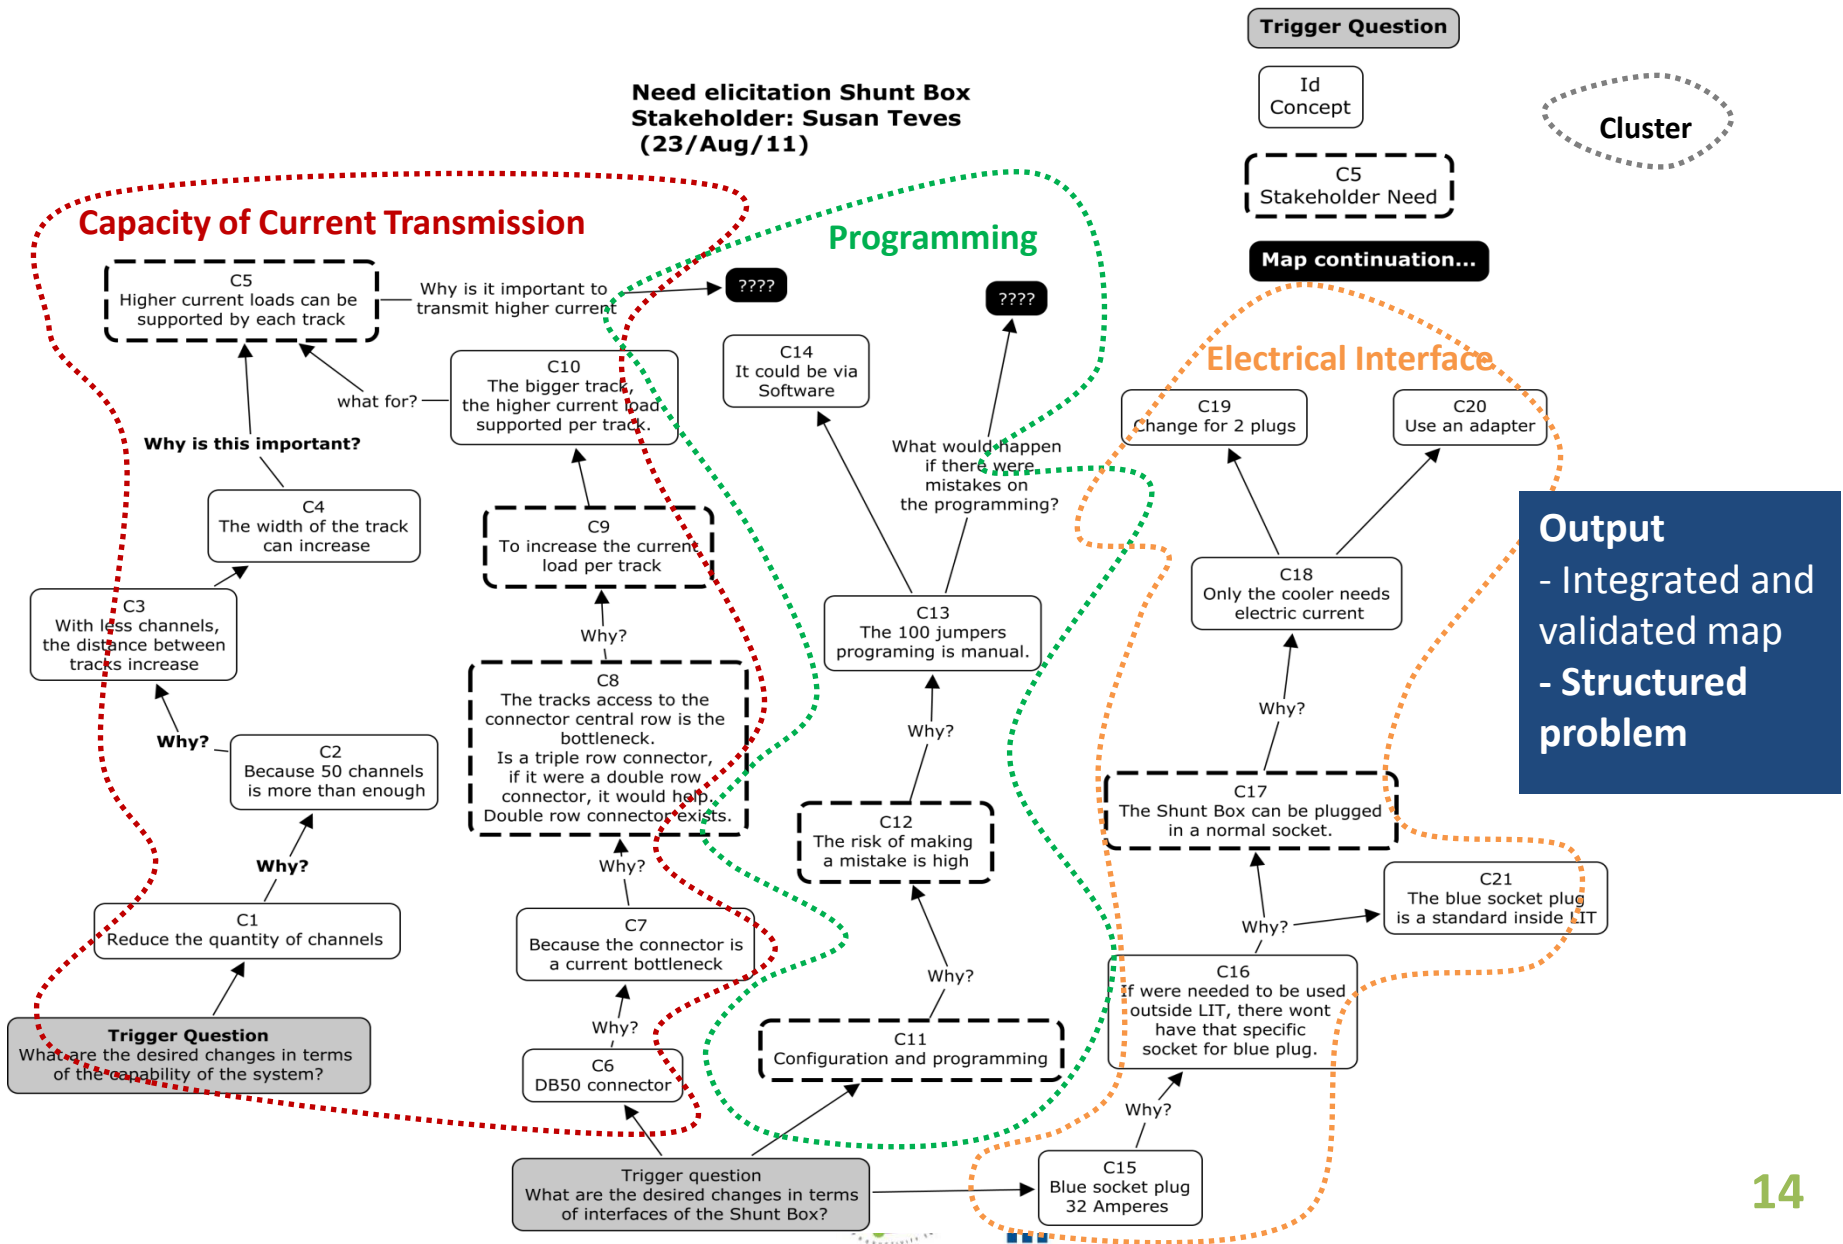 Trigger Question
Id
Concept
Cluster
C5
Stakeholder Need
Map continuation...
Need elicitation Shunt Box
Stakeholder: Susan Teves
(23/Aug/11)
Capacity of Current Transmission
C5
Higher current loads can be
supported by each track
Why is it important to
transmit higher current
????
what for?
C10
The bigger track,
the higher current load
supported per track.
Why is this important?
C4
The width of the track
can increase
C9
To increase the current
load per track
C3
With less channels,
the distance between
tracks increase
Why?
Why?
C8
The tracks access to the
connector central row is the
bottleneck.
Is a triple row connector,
if it were a double row
connector, it would help.
Double row connector exists.
C2
Because 50 channels
is more than enough
Why?
Why?
C1
Reduce the quantity of channels
C7
Because the connector is
a current bottleneck
Why?
Trigger Question
What are the desired changes in terms
of the capability of the system?
C6
DB50 connector
Programming
????
C14
It could be via
Software
What would happen
if there were
mistakes on
the programming?
C13
The 100 jumpers
programing is manual.
Why?
C12
The risk of making
a mistake is high
Why?
C11
Configuration and programming
Trigger question
What are the desired changes in terms
of interfaces of the Shunt Box?
Electrical Interface
C19
Change for 2 plugs
C20
Use an adapter
C18
Only the cooler needs
electric current
Why?
C17
The Shunt Box can be plugged
in a normal socket.
C21
The blue socket plug
is a standard inside LIT
Why?
C16
If were needed to be used
outside LIT, there wont
have that specific
socket for blue plug.
Why?
C15
Blue socket plug
32 Amperes
Output
- Integrated and
validated map
- Structured
problem
14